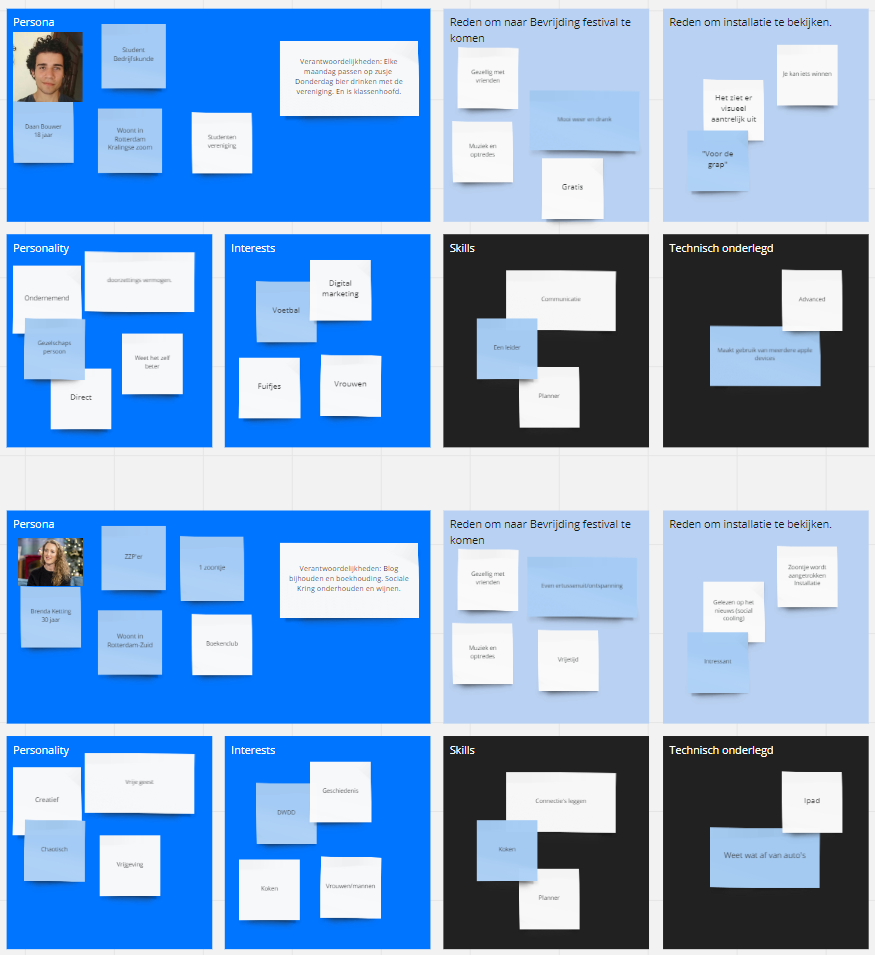 Persona
Student
Bedrijfskunde
Verantwoordelijkheden: Elke
maandag passen op zusje
Donderdag bier drinken met de
vereniging. En is klassenhoofd.
Daan Bouwer
18 jaar
Woont in
Rotterdam
Kralingse zoom
Studenten
vereniging
Reden om naar Bevrijding festival te
komen
Gezellig met
vrienden
Mooi weer en drank
Muziek en
optredes
Gratis
Reden om installatie te bekijken.
Je kan iets winnen
Het ziet er
visueel
aantrelijk uit
"Voor de
grap"
Personality
doorzettings vermogen.
Ondernemend
Gezelschaps
persoon
Weet het zelf
beter
Direct
Interests
Digital
marketing
Voetbal
Fuifjes
Vrouwen
Skills
Communicatie
Een leider
Planner
Technisch onderlegd
Advanced
Maakt gebruik van meerdere apple
devices
Persona
ZZP'er
1 zoontje
Verantwoordelijkheden: Blog
bijhouden en boekhouding. Sociale
Kring onderhouden en wijnen.
Brenda Keizing
30 jaar
Woont in
Rotterdam-Zuid
Boekenclub
Reden om naar Bevrijding festival te
komen
Gezellig met
vrienden
Muziek en
optredes
Vrijetijd
Reden om installatie te bekijken.
Zoontje wordt
aangetrokken
installatie
Gelezen op het
nieuws (social
cooling)
Intressant
Personality
Vrije geest
Creatief
Chaotisch
Vrijgeving
Interests
Geschiedenis
DWDD
Koken
Vrouwen/mannen
Skills
Connectie's leggen
Koken
Planner
Technisch onderlegd
Ipad
Weet wat af van auto's